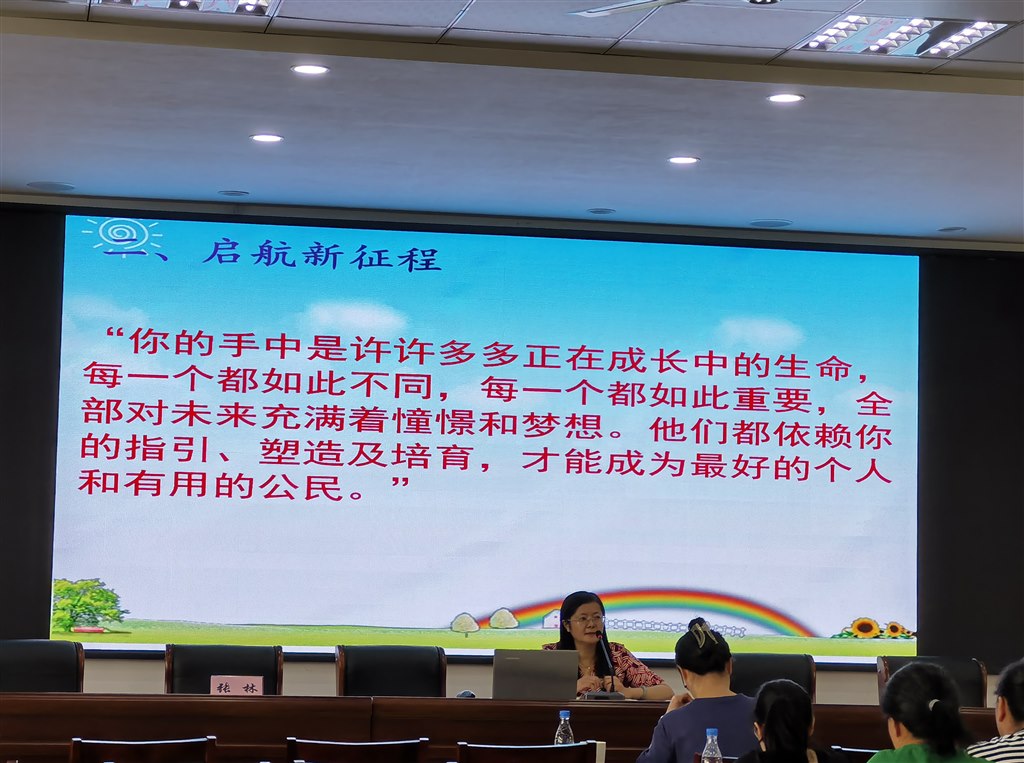 二、启航新征程
“你的手中是许许多多正在成长中的生命，
每一个都如此不同，每一个都如此重要，全
部对未来充满着憧憬和梦想。他们都依赖你
的指引、塑造及培育，才能成为最好的个人
和有用的公民。”
张 林